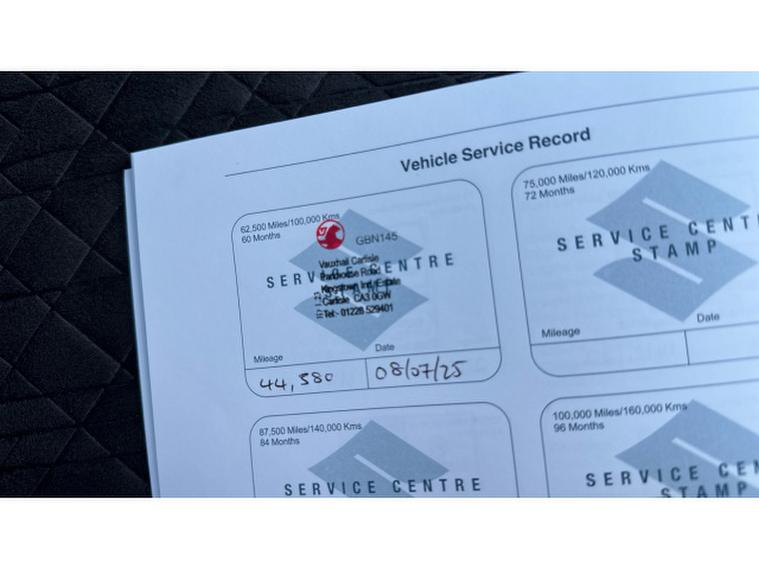 Vehicle Service Record
62,500 Miles/100,000 Kms
60 Months
GBN145
SERVICE CENTRE
STAMP
Vauxhall Carlisle
Parkhouse Road
Kingstown Ind. Estate
Carlisle CA3 0GW
Tel:- 01228 529401
Mileage
Date
44,580
08/07/25
75,000 Miles/120,000 Kms
72 Months
SERVICE CENT
STAMP
Mileage
Date
87,500 Miles/140,000 Kms
84 Months
SERVICE CENTRE
100,000 Miles/160,000 Kms
96 Months
SERVICE CEN
STAMP